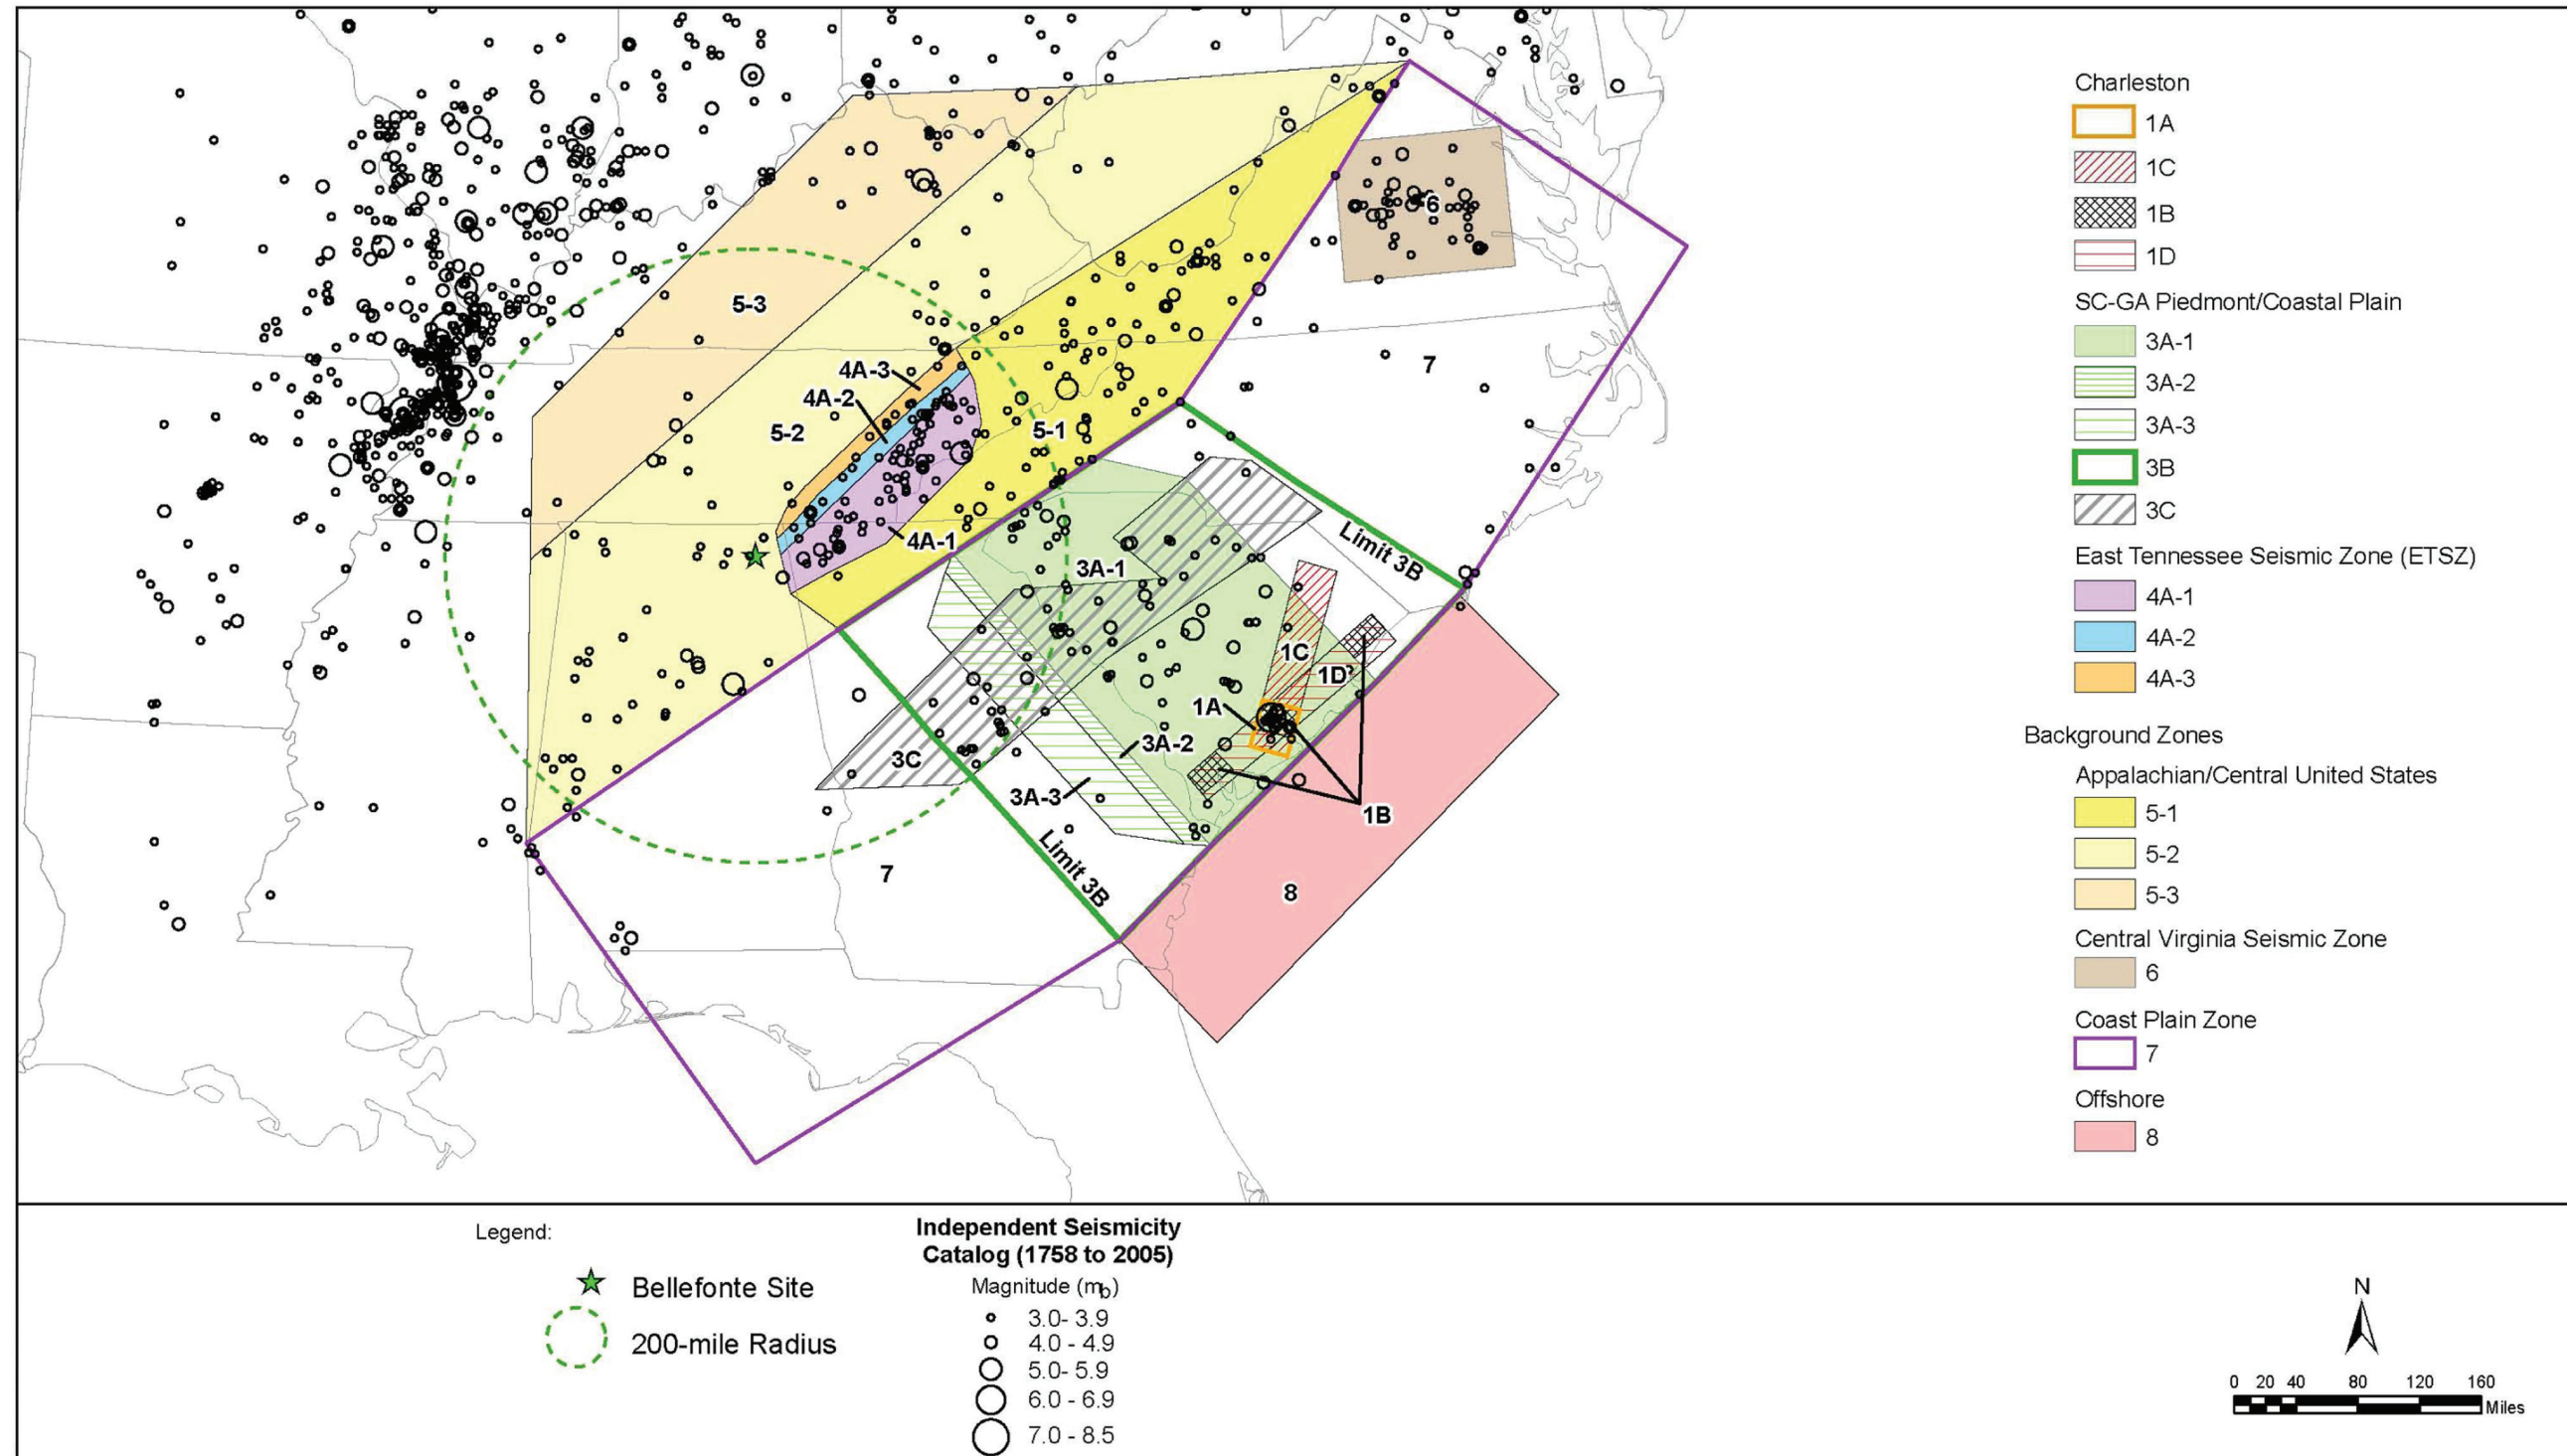 5-3
6
7
4A-3
4A-2
5-2
5-1
4A-1
Limit 3B
3A-1
1C
1D
1A
3A-2
3C
3A-3
1B
Limit 3B
7
8
Charleston
1A
1C
1B
1D
SC-GA Piedmont/Coastal Plain
3A-1
3A-2
3A-3
3B
3C
East Tennessee Seismic Zone (ETSZ)
4A-1
4A-2
4A-3
Background Zones
Appalachian/Central United States
5-1
5-2
5-3
Central Virginia Seismic Zone
6
Coast Plain Zone
7
Offshore
8
Legend:
Bellefonte Site
200-mile Radius
Independent Seismicity
Catalog (1758 to 2005)
Magnitude (mb)
3.0- 3.9
4.0 - 4.9
5.0- 5.9
6.0 - 6.9
7.0 - 8.5
N
0 20 40 80 120 160
Miles